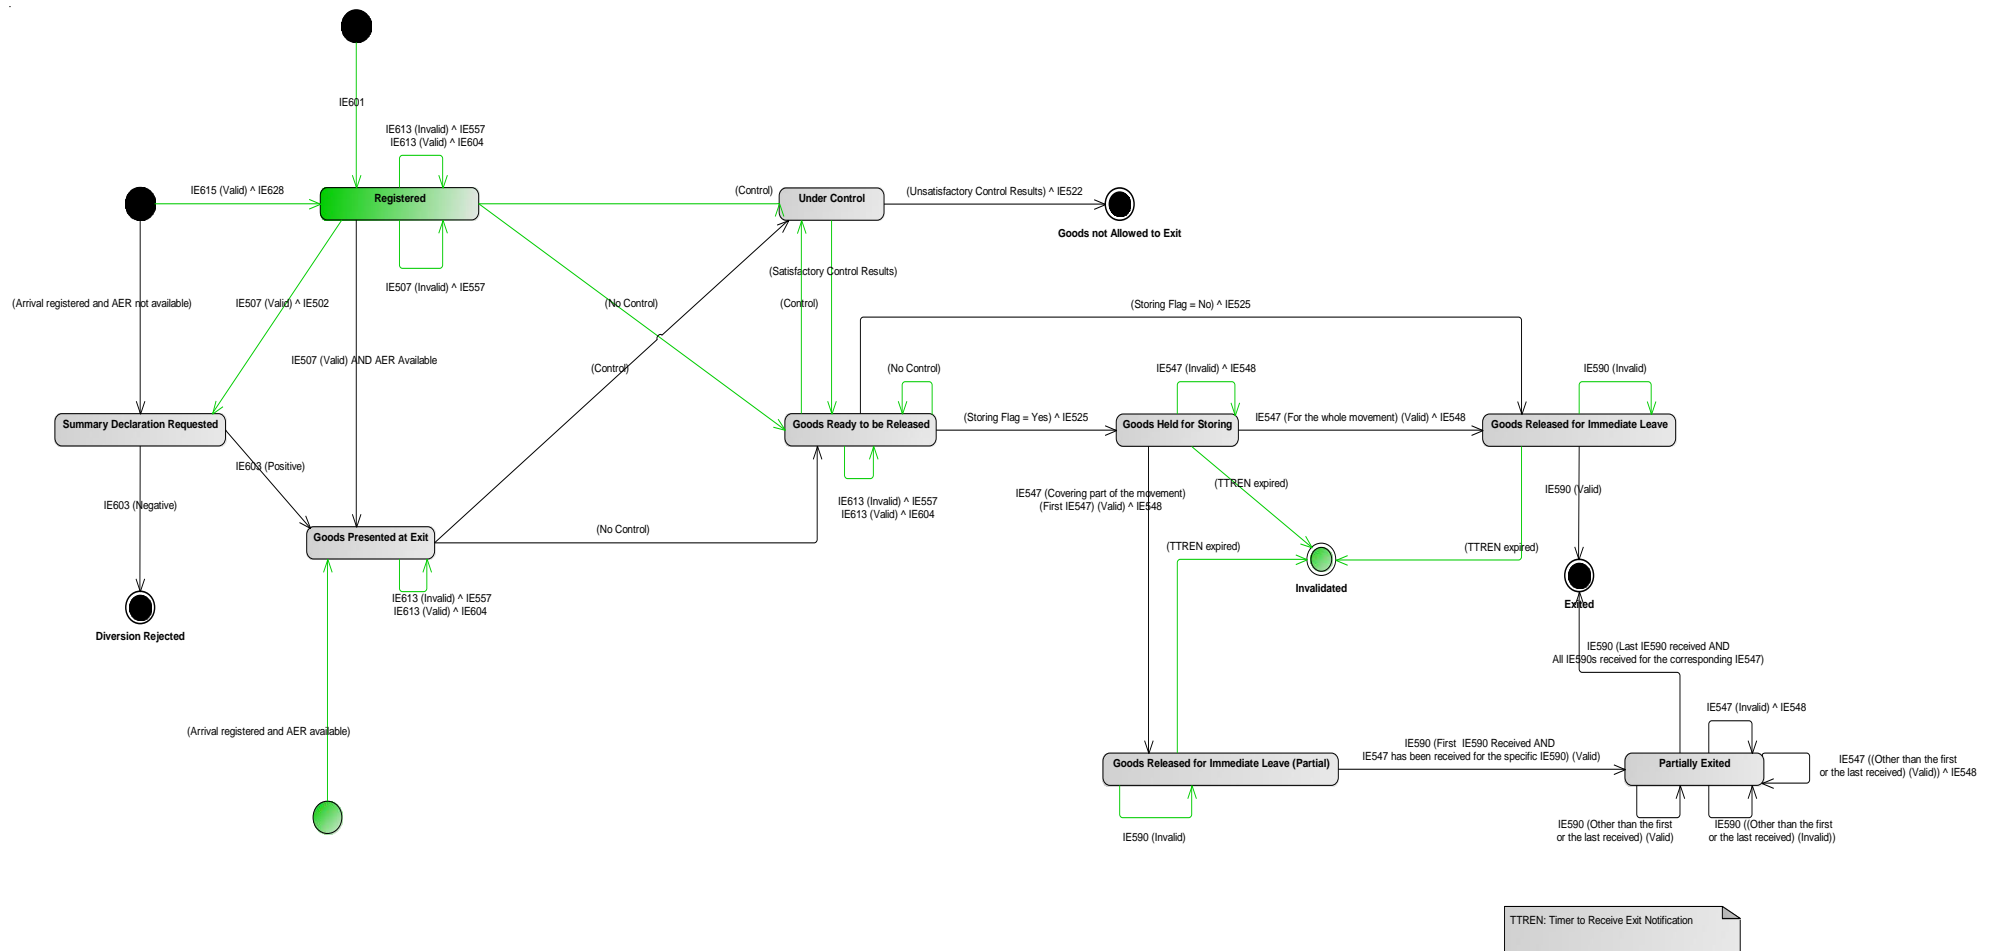 IE601
IE613 (Invalid) ^ IE557
IE613 (Valid) ^ IE604
IE615 (Valid) ^ IE628
Registered
(Control)
Under Control
(Unsatisfactory Control Results) ^ IE522
Goods not Allowed to Exit
(Arrival registered and AER not available)
IE507 (Valid) ^ IE502
IE507 (Invalid) ^ IE557
(Satisfactory Control Results)
(No Control)
(Control)
(Storing Flag = No) ^ IE525
IE507 (Valid) AND AER Available
(Control)
(No Control)
IE547 (Invalid) ^ IE548
IE590 (Invalid)
Summary Declaration Requested
Goods Ready to be Released
(Storing Flag = Yes) ^ IE525
Goods Held for Storing
IE547 (For the whole movement) (Valid) ^ IE548
Goods Released for Immediate Leave
IE603 (Positive)
IE603 (Negative)
IE613 (Invalid) ^ IE557
IE613 (Valid) ^ IE604
IE547 (Covering part of the movement)
(First IE547) (Valid) ^ IE548
(TTREN expired)
IE590 (Valid)
Goods Presented at Exit
(No Control)
(TTREN expired)
(TTREN expired)
Invalidated
Exited
IE613 (Invalid) ^ IE557
IE613 (Valid) ^ IE604
Diversion Rejected
IE590 (Last IE590 received AND
All IE590s received for the corresponding IE547)
(Arrival registered and AER available)
IE547 (Invalid) ^ IE548
Goods Released for Immediate Leave (Partial)
IE590 (First IE590 Received AND
IE547 has been received for the specific IE590) (Valid)
Partially Exited
IE547 ((Other than the first
or the last received) (Valid)) ^ IE548
IE590 (Invalid)
IE590 (Other than the first
or the last received) (Valid)
IE590 ((Other than the first
or the last received) (Invalid))
TTREN: Timer to Receive Exit Notification